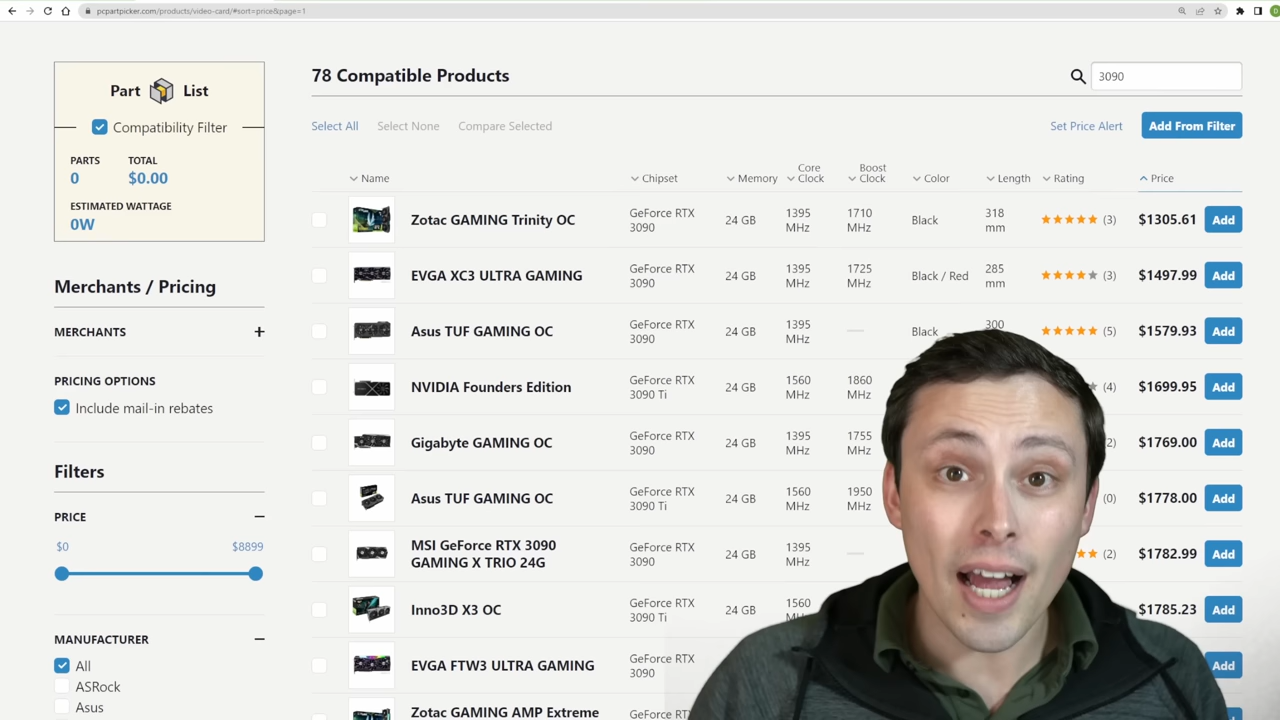 pcpartpicker.com/products/video-card/#sort=price&page=1
Part List
Compatibility Filter
PARTS TOTAL
0 $0.00
ESTIMATED WATTAGE
0W
Merchants / Pricing
MERCHANTS +
PRICING OPTIONS
Include mail-in rebates
Filters
PRICE
$0 $8899
MANUFACTURER
All
ASRock
Asus
78 Compatible Products
3090
Select All Select None Compare Selected
Set Price Alert Add From Filter
Name Chipset Memory Core Clock Boost Clock Color Length Rating Price
Zotac GAMING Trinity OC GeForce RTX 3090 24 GB 1395 MHz 1710 MHz Black 318 mm (3) $1305.61 Add
EVGA XC3 ULTRA GAMING GeForce RTX 3090 24 GB 1395 MHz 1725 MHz Black / Red 285 mm (3) $1497.99 Add
Asus TUF GAMING OC GeForce RTX 3090 24 GB 1395 MHz Black 300 (5) $1579.93 Add
NVIDIA Founders Edition GeForce RTX 3090 Ti 24 GB 1560 MHz 1860 MHz (4) $1699.95 Add
Gigabyte GAMING OC GeForce RTX 3090 24 GB 1395 MHz 1755 MHz 2) $1769.00 Add
Asus TUF GAMING OC GeForce RTX 3090 Ti 24 GB 1560 MHz 1950 MHz (0) $1778.00 Add
MSI GeForce RTX 3090 GAMING X TRIO 24G GeForce RTX 3090 24 GB 1395 MHz (2) $1782.99 Add
Inno3D X3 OC GeForce RTX 3090 Ti 24 GB 1560 MHz $1785.23 Add
EVGA FTW3 ULTRA GAMING GeForce RTX 3090 Add
Zotac GAMING AMP Extreme GeForce RTX